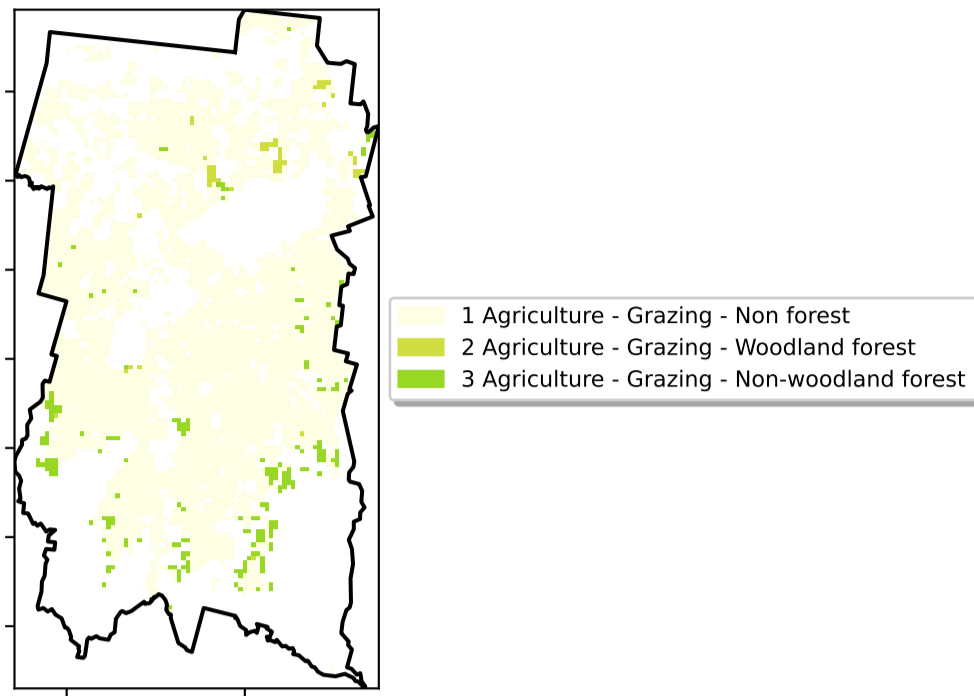 1 Agriculture - Grazing - Non forest
2 Agriculture - Grazing - Woodland forest
3 Agriculture - Grazing - Non-woodland forest